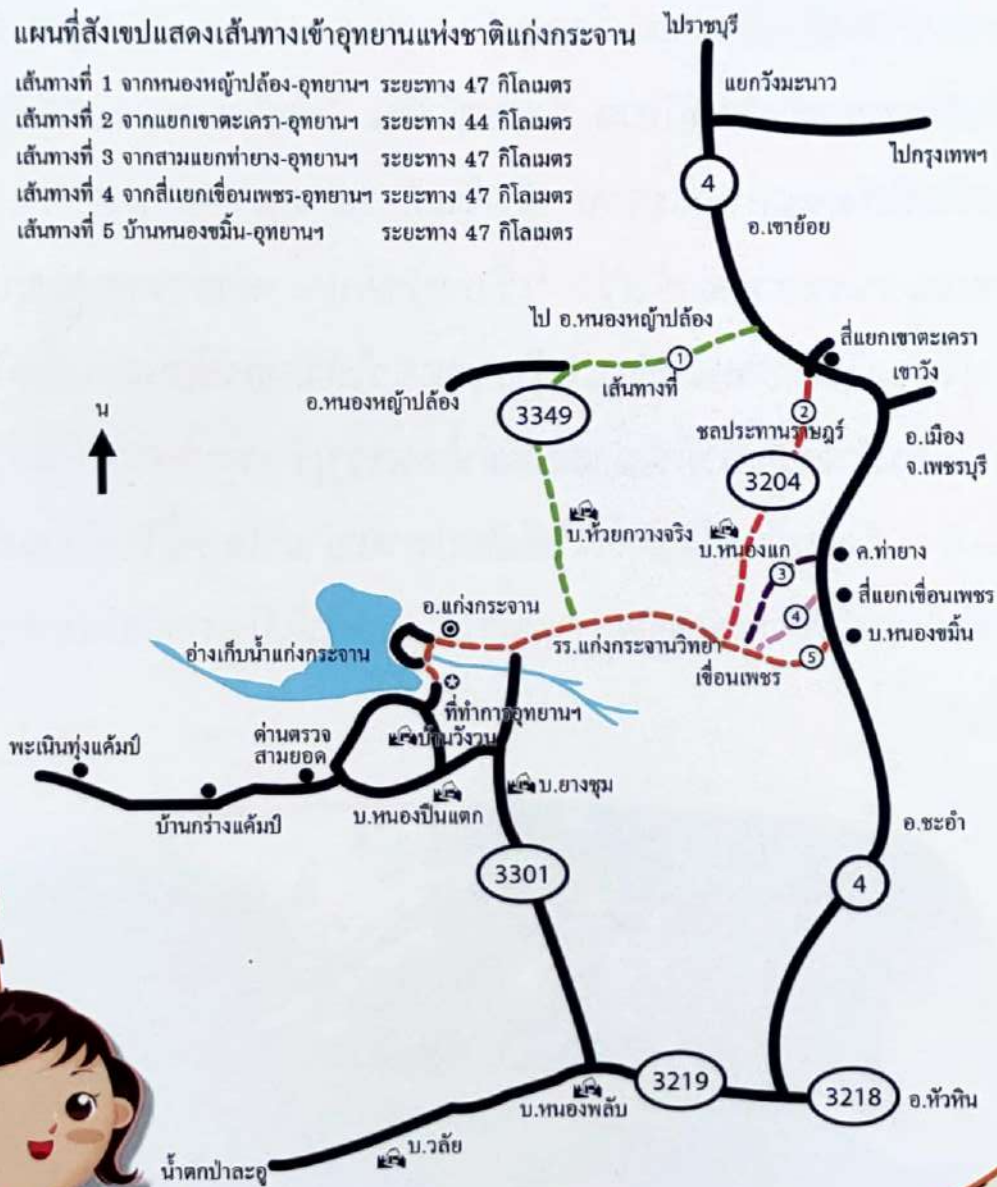 แผนที่สังเขปแสดงเส้นทางเข้าอุทยานแห่งชาติแก่งกระจาน
เส้นทางที่ 1 จากหนองหญ้าปล้อง-อุทยานฯ ระยะทาง 47 กิโลเมตร
เส้นทางที่ 2 จากแยกเขาตะเครา-อุทยานฯ ระยะทาง 44 กิโลเมตร
เส้นทางที่ 3 จากสามแยกท่ายาง-อุทยานฯ ระยะทาง 47 กิโลเมตร
เส้นทางที่ 4 จากสี่แยกเขื่อนเพชร-อุทยานฯ ระยะทาง 47 กิโลเมตร
เส้นทางที่ 5 บ้านหนองขมิ้น-อุทยานฯ ระยะทาง 47 กิโลเมตร
ไปราชบุรี
แยกวังมะนาว
ไปกรุงเทพฯ
4
อ.เขาย้อย
ไป อ.หนองหญ้าปล้อง
สี่แยกเขาตะเครา
1
เขาวัง
เส้นทางที่
อ.หนองหญ้าปล้อง
3349
2
น
ชลประทานราษฎร์
อ.เมือง
จ.เพชรบุรี
3204
บ.ห้วยกวางจริง
บ.หนองแก
ต.ท่ายาง
3
สี่แยกเขื่อนเพชร
4
อ.แก่งกระจาน
บ.หนองขมิ้น
อ่างเก็บน้ำแก่งกระจาน
รร.แก่งกระจานวิทยา
5
เขื่อนเพชร
ที่ทำการอุทยานฯ
บ้านวังวน
ด่านตรวจ
สามยอด
พะเนินทุ่งแค้มป์
บ.ยางชุม
บ.หนองปืนแตก
บ้านกร่างแค้มป์
อ.ชะอำ
3301
4
3219
3218
อ.หัวหิน
บ.หนองพลับ
บ.วลัย
น้ำตกป่าละอู